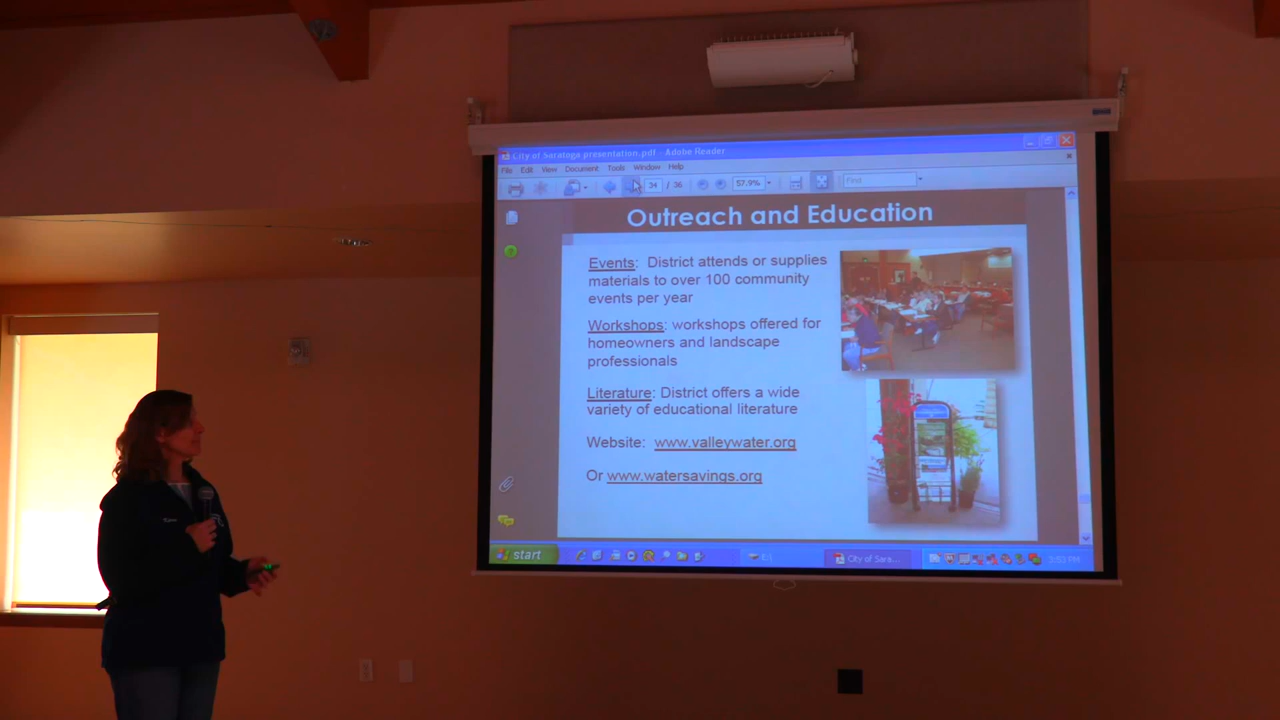 City of Saratoga presentation.pdf - Adobe Reader
File Edit View Document Tools Window Help
34 / 36 57.9% Find
Outreach and Education
Events: District attends or supplies
materials to over 100 community
events per year
Workshops: workshops offered for
homeowners and landscape
professionals
Literature: District offers a wide
variety of educational literature
Website: www.valleywater.org
Or www.watersavings.org
start City of Sara... 3:53 PM